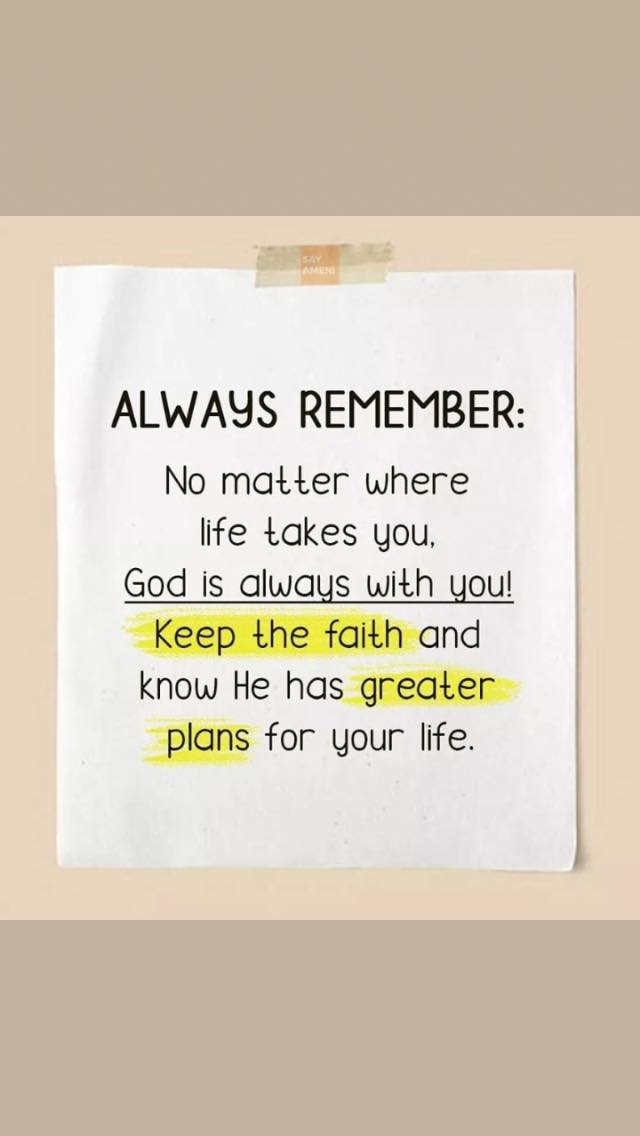 SAY
AMEN!
ALWAYS REMEMBER:
No matter where
life takes you,
God is always with you!
Keep the faith and
know He has greater
plans for your life.